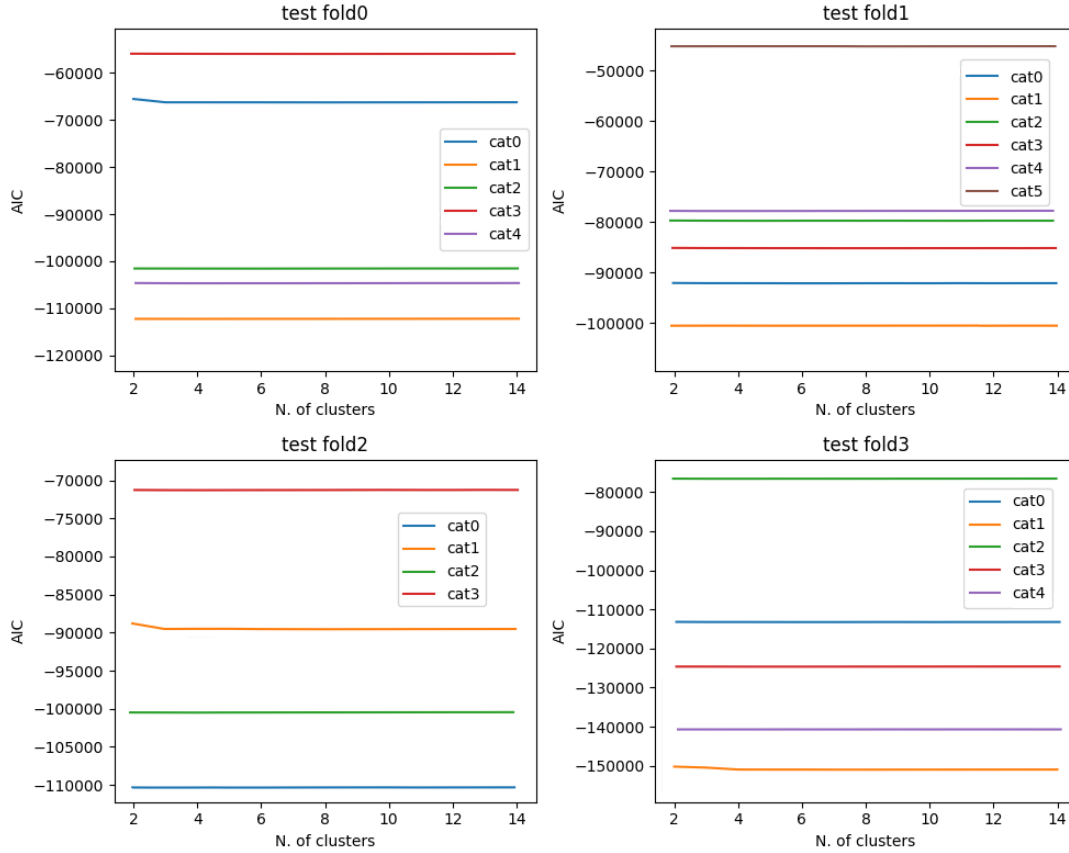 test fold0
AIC
−60000
−70000
−80000
−90000
−100000
−110000
−120000
cat0
cat1
cat2
cat3
cat4
2 4 6 8 10 12 14
N. of clusters
test fold1
AIC
−50000
−60000
−70000
−80000
−90000
−100000
cat0
cat1
cat2
cat3
cat4
cat5
2 4 6 8 10 12 14
N. of clusters
test fold2
AIC
−70000
−75000
−80000
−85000
−90000
−95000
−100000
−105000
−110000
cat0
cat1
cat2
cat3
2 4 6 8 10 12 14
N. of clusters
test fold3
AIC
−80000
−90000
−100000
−110000
−120000
−130000
−140000
−150000
cat0
cat1
cat2
cat3
cat4
2 4 6 8 10 12 14
N. of clusters